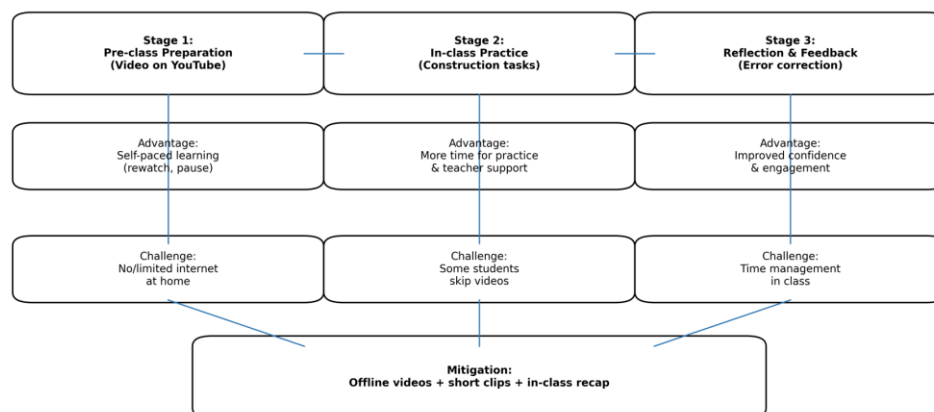 Stage 1:
Pre-class Preparation
(Video on YouTube)
Stage 2:
In-class Practice
(Construction tasks)
Stage 3:
Reflection & Feedback
(Error correction)
Advantage:
Self-paced learning
(rewatch, pause)
Advantage:
More time for practice
& teacher support
Advantage:
Improved confidence
& engagement
Challenge:
No/limited internet
at home
Challenge:
Some students
skip videos
Challenge:
Time management
in class
Mitigation:
Offline videos + short clips + in-class recap